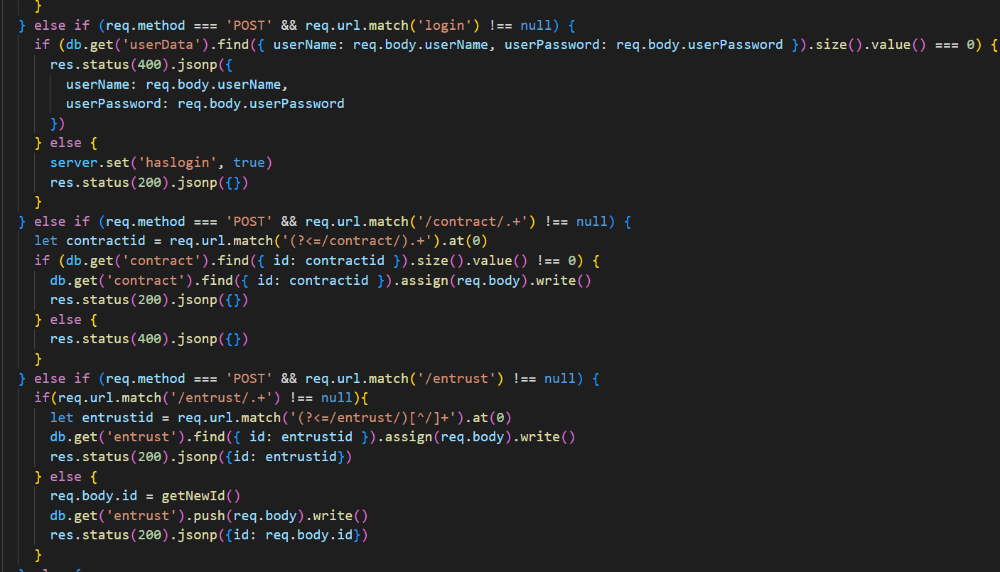 }
} else if (req.method === 'POST' && req.url.match('login') !== null) {
if (db.get('userData').find({ userName: req.body.userName, userPassword: req.body.userPassword }).size().value() === 0) {
res.status(400).jsonp({
userName: req.body.userName,
userPassword: req.body.userPassword
})
} else {
server.set('haslogin', true)
res.status(200).jsonp({})
}
} else if (req.method === 'POST' && req.url.match('/contract/.+') !== null) {
let contractid = req.url.match('(?<=/contract/).+').at(0)
if (db.get('contract').find({ id: contractid }).size().value() !== 0) {
db.get('contract').find({ id: contractid }).assign(req.body).write()
res.status(200).jsonp({})
} else {
res.status(400).jsonp({})
}
} else if (req.method === 'POST' && req.url.match('/entrust') !== null) {
if(req.url.match('/entrust/.+') !== null){
let entrustid = req.url.match('(?<=/entrust/)[^/]+').at(0)
db.get('entrust').find({ id: entrustid }).assign(req.body).write()
res.status(200).jsonp({id: entrustid})
} else {
req.body.id = getNewId()
db.get('entrust').push(req.body).write()
res.status(200).jsonp({id: req.body.id})
}